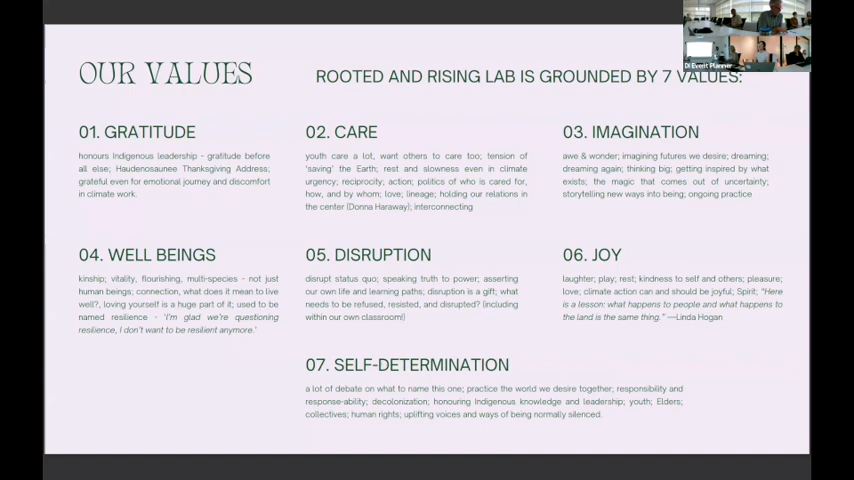 OUR VALUES
ROOTED AND RISING LAB IS GROUNDED BY 7 VALUES:
01. GRATITUDE
honours Indigenous leadership - gratitude before
all else; Haudenosaunee Thanksgiving Address;
grateful even for emotional journey and discomfort
in climate work.
02. CARE
youth care a lot, want others to care too; tension of
'saving' the Earth; rest and slowness even in climate
urgency; reciprocity; action; politics of who is cared for,
how, and by whom; love; lineage; holding our relations in
the center (Donna Haraway); interconnecting
03. IMAGINATION
awe & wonder; imagining futures we desire; dreaming;
dreaming again; thinking big; getting inspired by what
exists; the magic that comes out of uncertainty;
storytelling new ways into being; ongoing practice
04. WELL BEINGS
kinship; vitality, flourishing, multi-species - not just
human beings; connection, what does it mean to live
well?, loving yourself is a huge part of it; used to be
named resilience - 'I'm glad we're questioning
resilience, I don't want to be resilient anymore.'
05. DISRUPTION
disrupt status quo; speaking truth to power; asserting
our own life and learning paths; disruption is a gift; what
needs to be refused, resisted, and disrupted? (including
within our own classroom!)
06. JOY
laughter; play; rest; kindness to self and others; pleasure;
love; climate action can and should be joyful; Spirit; "Here
is a lesson: what happens to people and what happens to
the land is the same thing." —Linda Hogan
07. SELF-DETERMINATION
a lot of debate on what to name this one; practice the world we desire together; responsibility and
response-ability; decolonization; honouring Indigenous knowledge and leadership; youth; Elders;
collectives; human rights; uplifting voices and ways of being normally silenced.
DI Event Planner